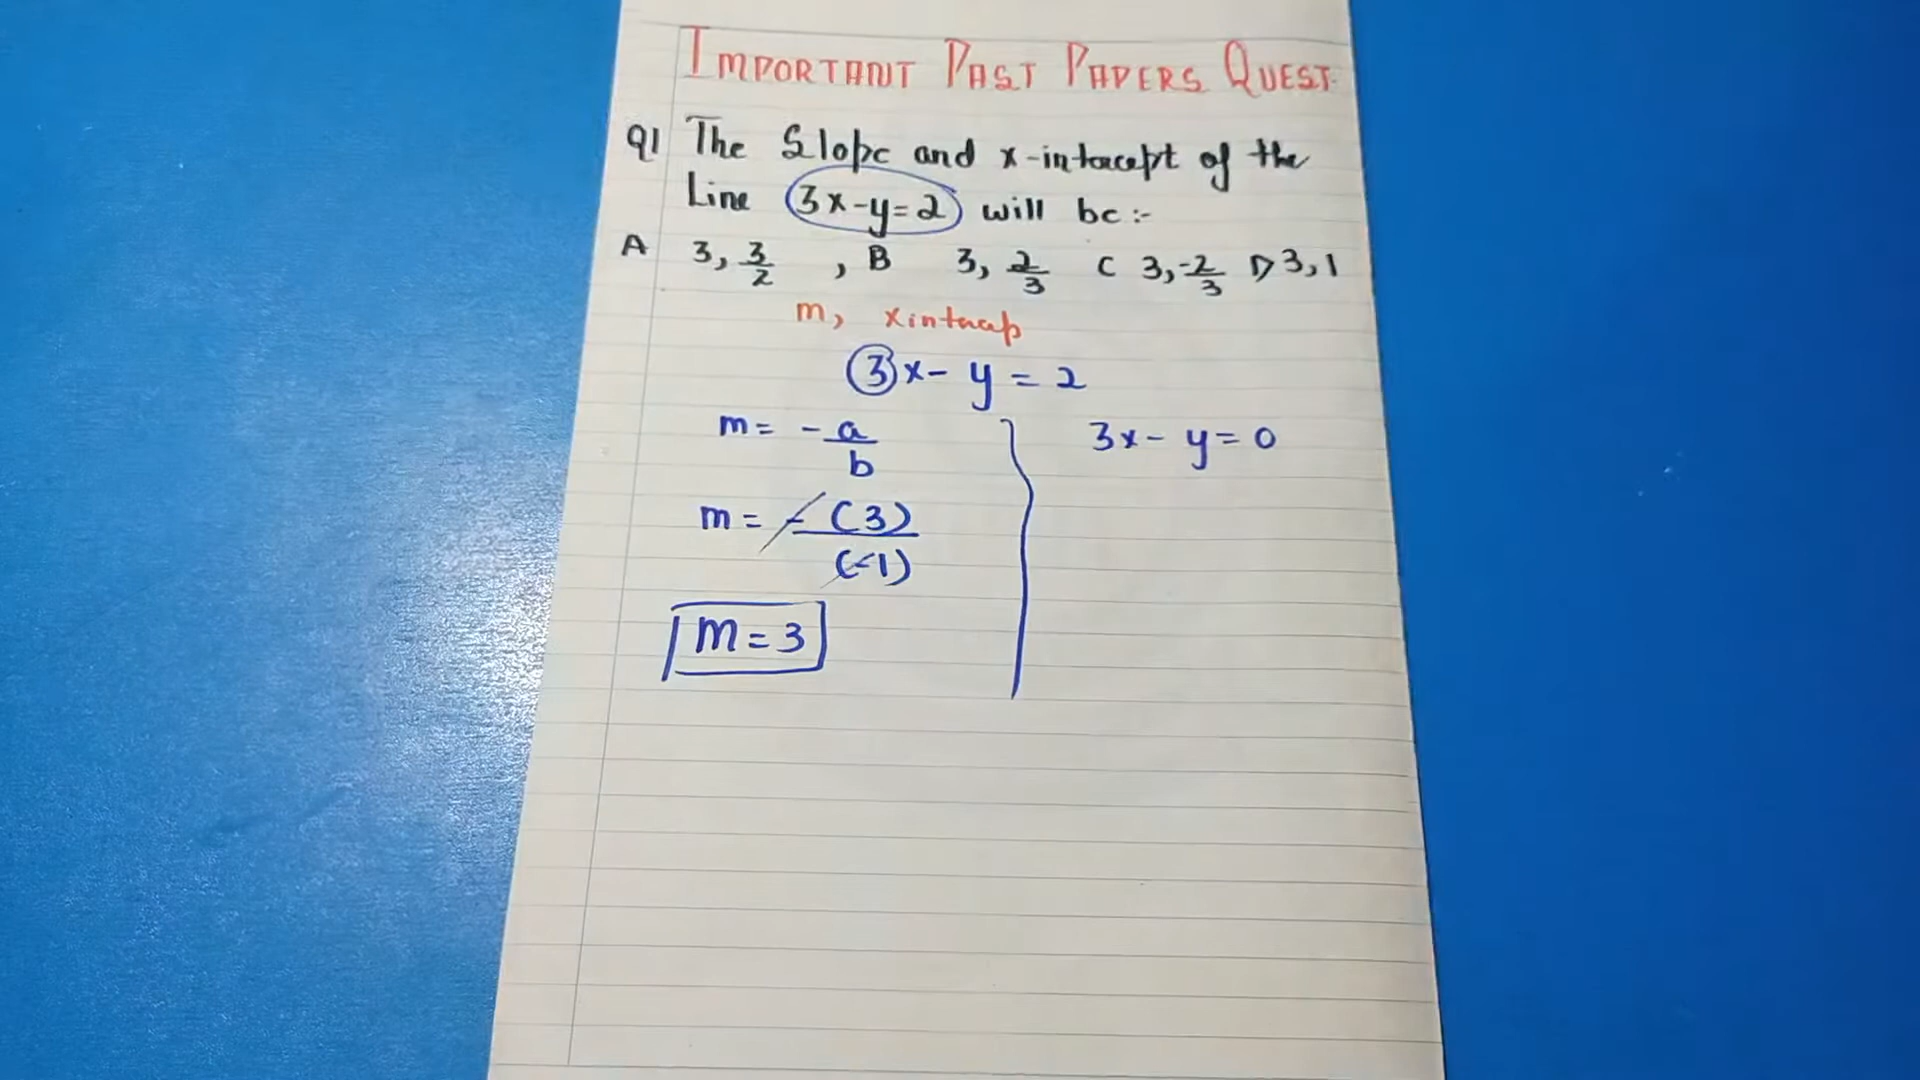 IMPORTANT PAST PAPERS QUEST.
Q1 The Slope and x-intercept of the
Line 3x-y=2 will be:-
A 3, 3/2 , B 3, 2/3 C 3, -2/3 D 3, 1
m, x intercep
3x - y = 2
m = - a/b
m = - (3)/(-1)
m = 3
3x - y = 0